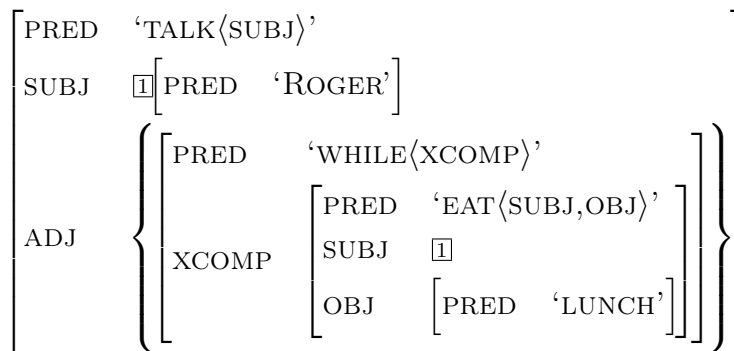 PRED ‘TALK⟨SUBJ⟩’
SUBJ 1[PRED ‘ROGER’]
PRED ‘WHILE⟨XCOMP⟩’
PRED ‘EAT⟨SUBJ,OBJ⟩’
ADJ XCOMP SUBJ 1
OBJ [PRED ‘LUNCH’]